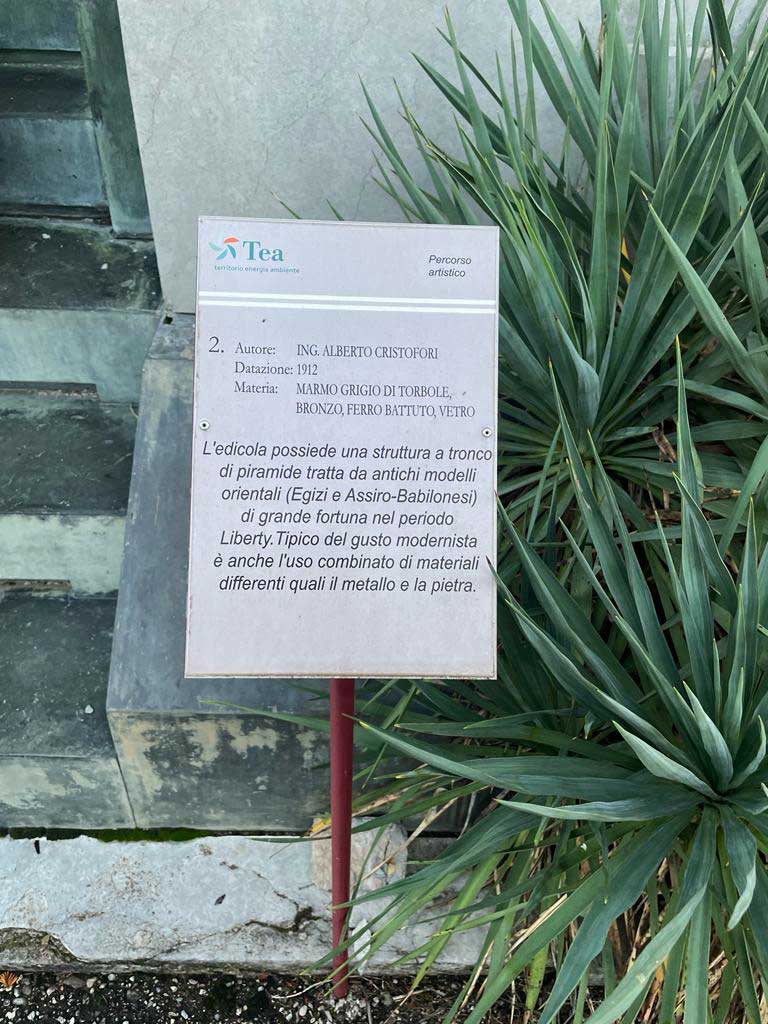 Tea
territorio energia ambiente
Percorso
artistico
2. Autore: ING. ALBERTO CRISTOFORI
Datazione: 1912
Materia: MARMO GRIGIO DI TORBOLE,
BRONZO, FERRO BATTUTO, VETRO
L'edicola possiede una struttura a tronco
di piramide tratta da antichi modelli
orientali (Egizi e Assiro-Babilonesi)
di grande fortuna nel periodo
Liberty.Tipico del gusto modernista
è anche l'uso combinato di materiali
differenti quali il metallo e la pietra.